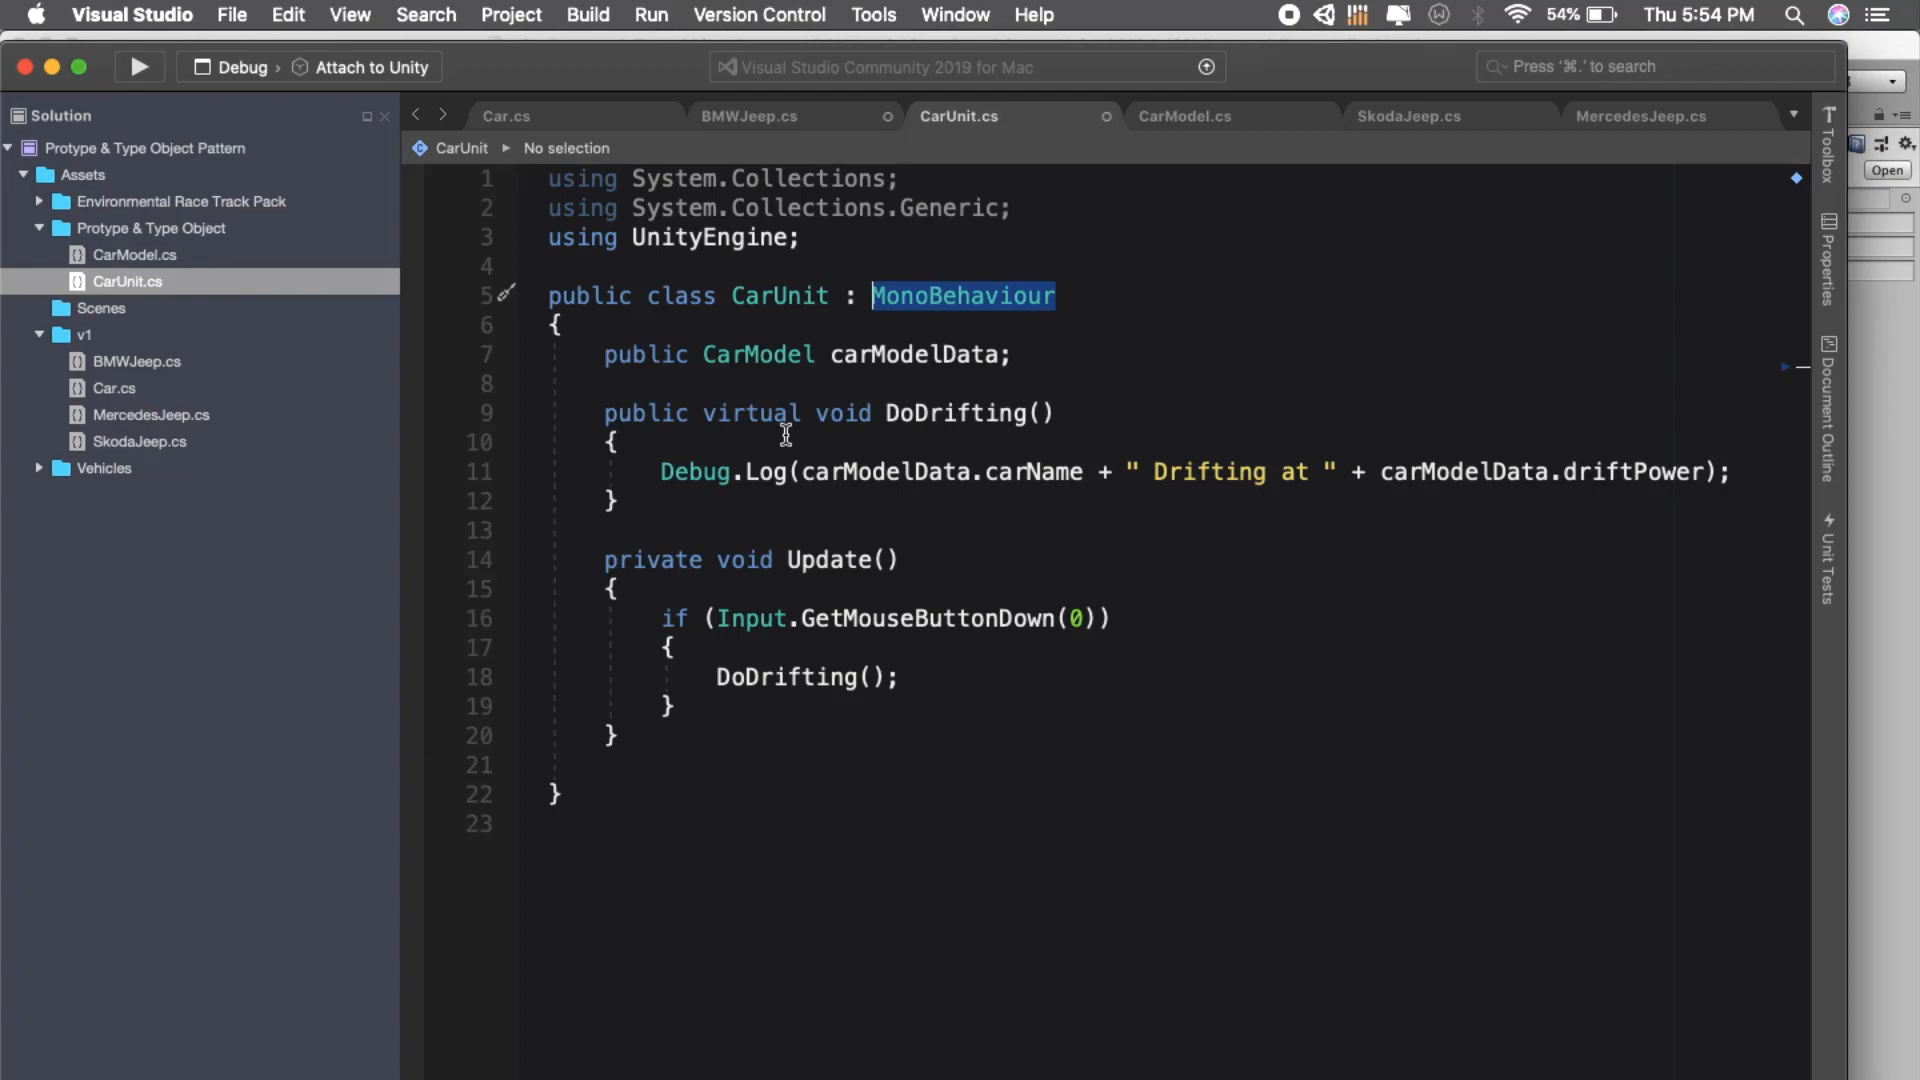 Visual Studio File Edit View Search Project Build Run Version Control Tools Window Help 54% Thu 5:54 PM
Debug › Attach to Unity Visual Studio Community 2019 for Mac Press '⌘.' to search
Solution
Car.cs BMWJeep.cs CarUnit.cs CarModel.cs SkodaJeep.cs MercedesJeep.cs
CarUnit No selection
Protype & Type Object Pattern
Assets
Environmental Race Track Pack
Protype & Type Object
CarModel.cs
CarUnit.cs
Scenes
v1
BMWJeep.cs
Car.cs
MercedesJeep.cs
SkodaJeep.cs
Vehicles
1 using System.Collections;
2 using System.Collections.Generic;
3 using UnityEngine;
4
5 public class CarUnit : MonoBehaviour
6 {
7 public CarModel carModelData;
8
9 public virtual void DoDrifting()
10 {
11 Debug.Log(carModelData.carName + " Drifting at " + carModelData.driftPower);
12 }
13
14 private void Update()
15 {
16 if (Input.GetMouseButtonDown(0))
17 {
18 DoDrifting();
19 }
20 }
21
22 }
23
Toolbox
Properties
Document Outline
Unit Tests
Open